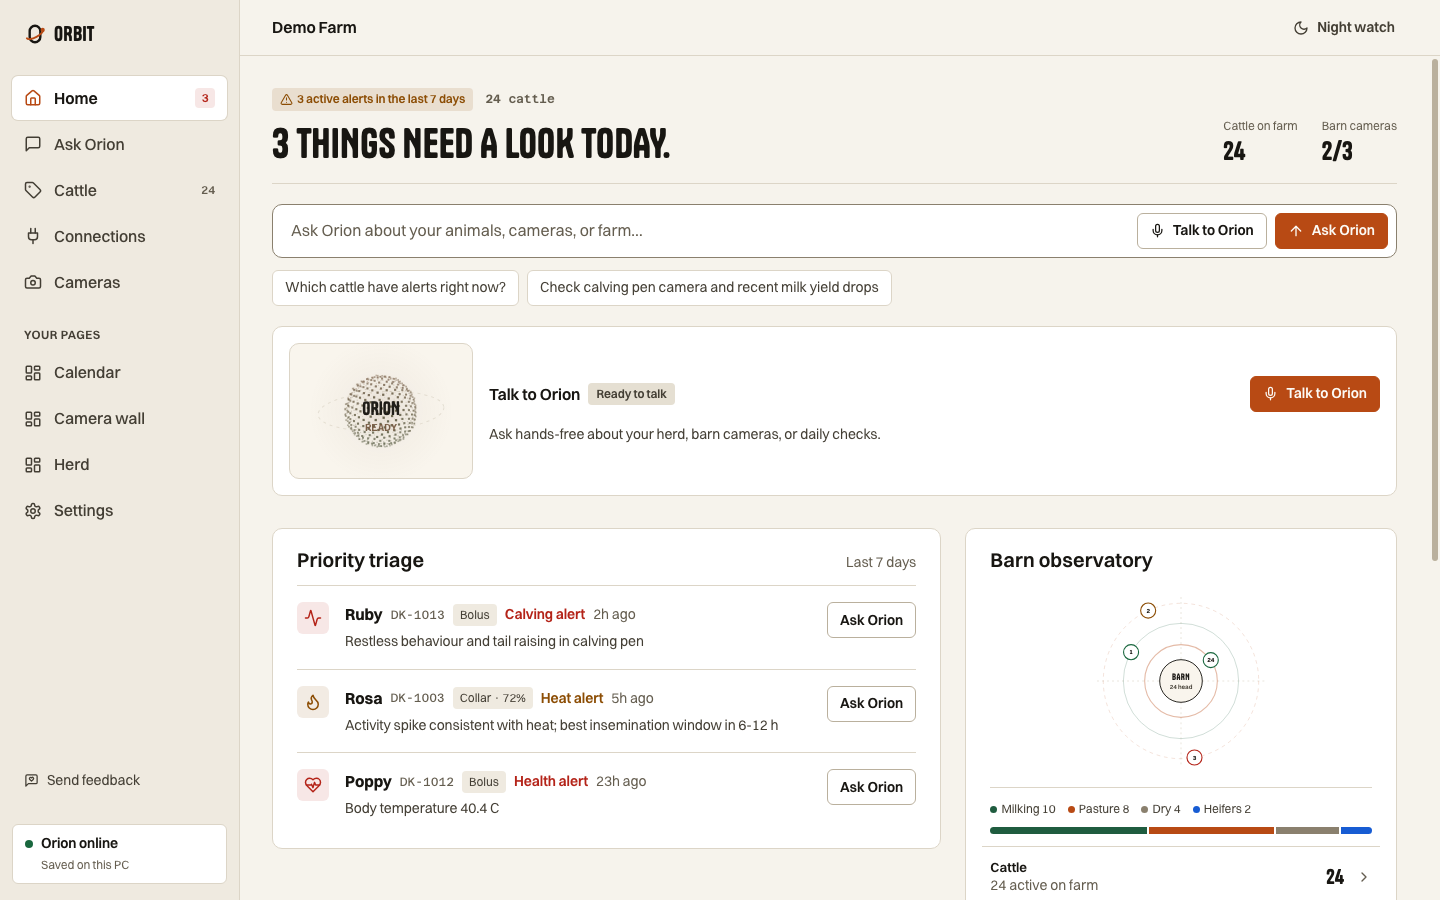 ORBIT
Home 3
Ask Orion
Cattle 24
Connections
Cameras
YOUR PAGES
Calendar
Camera wall
Herd
Settings
Send feedback
Orion online
Saved on this PC
Demo Farm
Night watch
3 active alerts in the last 7 days 24 cattle
3 THINGS NEED A LOOK TODAY.
Cattle on farm
24
Barn cameras
2/3
Ask Orion about your animals, cameras, or farm...
Talk to Orion
Ask Orion
Which cattle have alerts right now?
Check calving pen camera and recent milk yield drops
ORION
READY
Talk to Orion Ready to talk
Ask hands-free about your herd, barn cameras, or daily checks.
Talk to Orion
Priority triage
Last 7 days
Ruby DK-1013 Bolus Calving alert 2h ago
Restless behaviour and tail raising in calving pen
Ask Orion
Rosa DK-1003 Collar · 72% Heat alert 5h ago
Activity spike consistent with heat; best insemination window in 6-12 h
Ask Orion
Poppy DK-1012 Bolus Health alert 23h ago
Body temperature 40.4 C
Ask Orion
Barn observatory
2
1
24
BARN
24 head
3
Milking 10 Pasture 8 Dry 4 Heifers 2
Cattle
24 active on farm
24